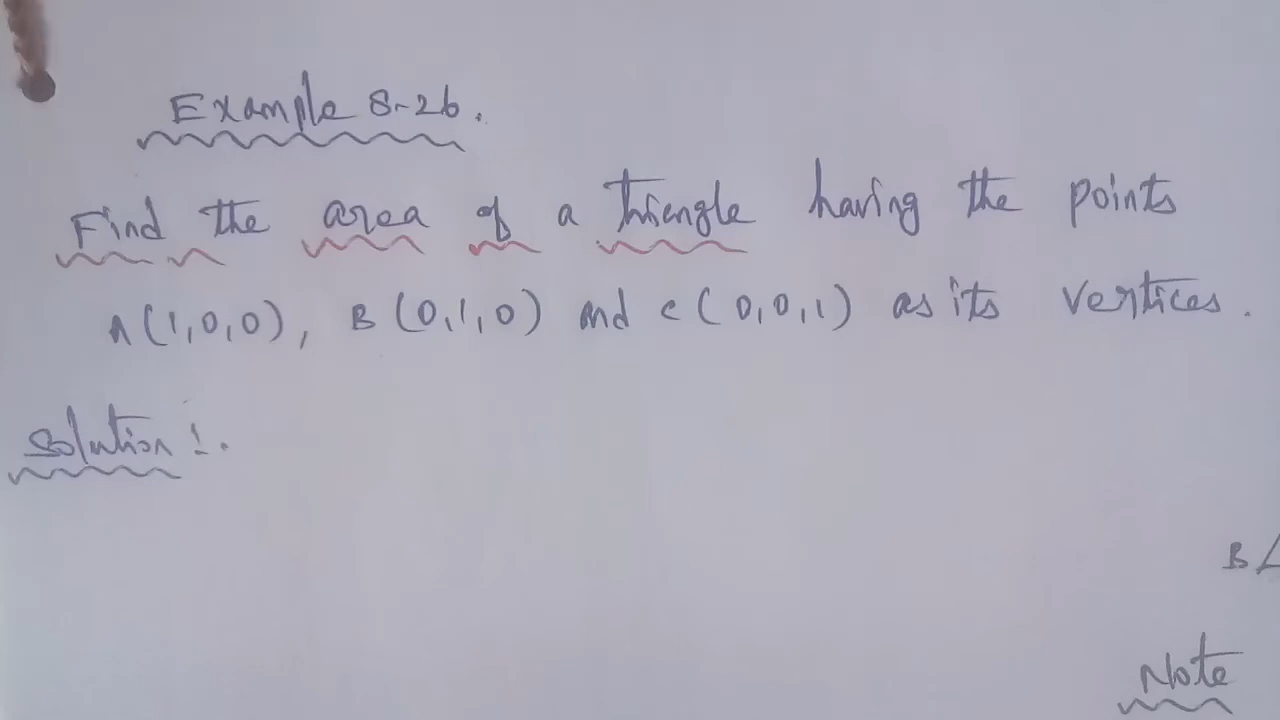 Example 8.26.
Find the area of a triangle having the points
A(1,0,0), B(0,1,0) and C(0,0,1) as its vertices.
Solution :.
B
Note